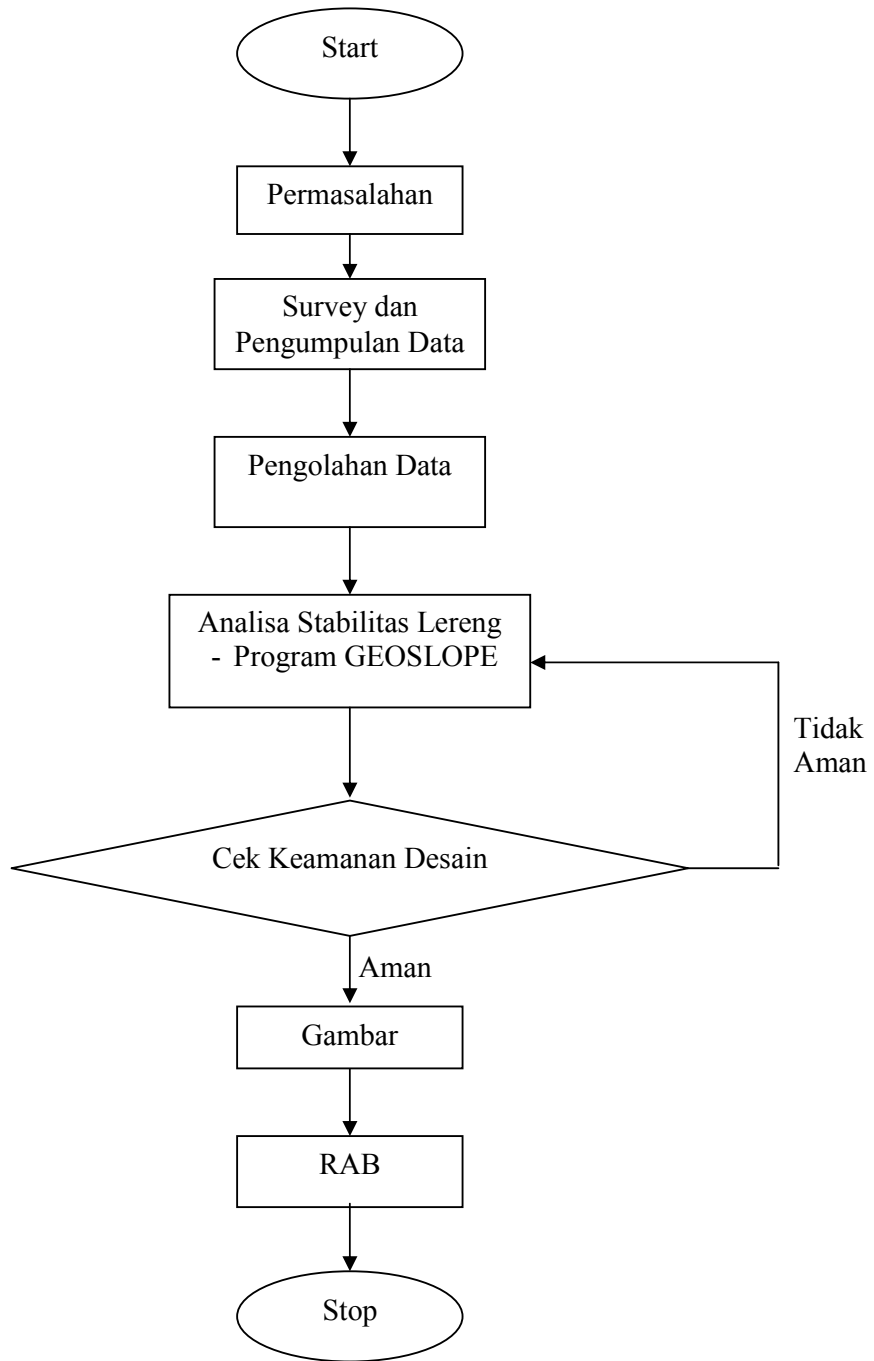 Start
Permasalahan
Survey dan
Pengumpulan Data
Pengolahan Data
Analisa Stabilitas Lereng
- Program GEOSLOPE
Tidak
Aman
Cek Keamanan Desain
Aman
Gambar
RAB
Stop